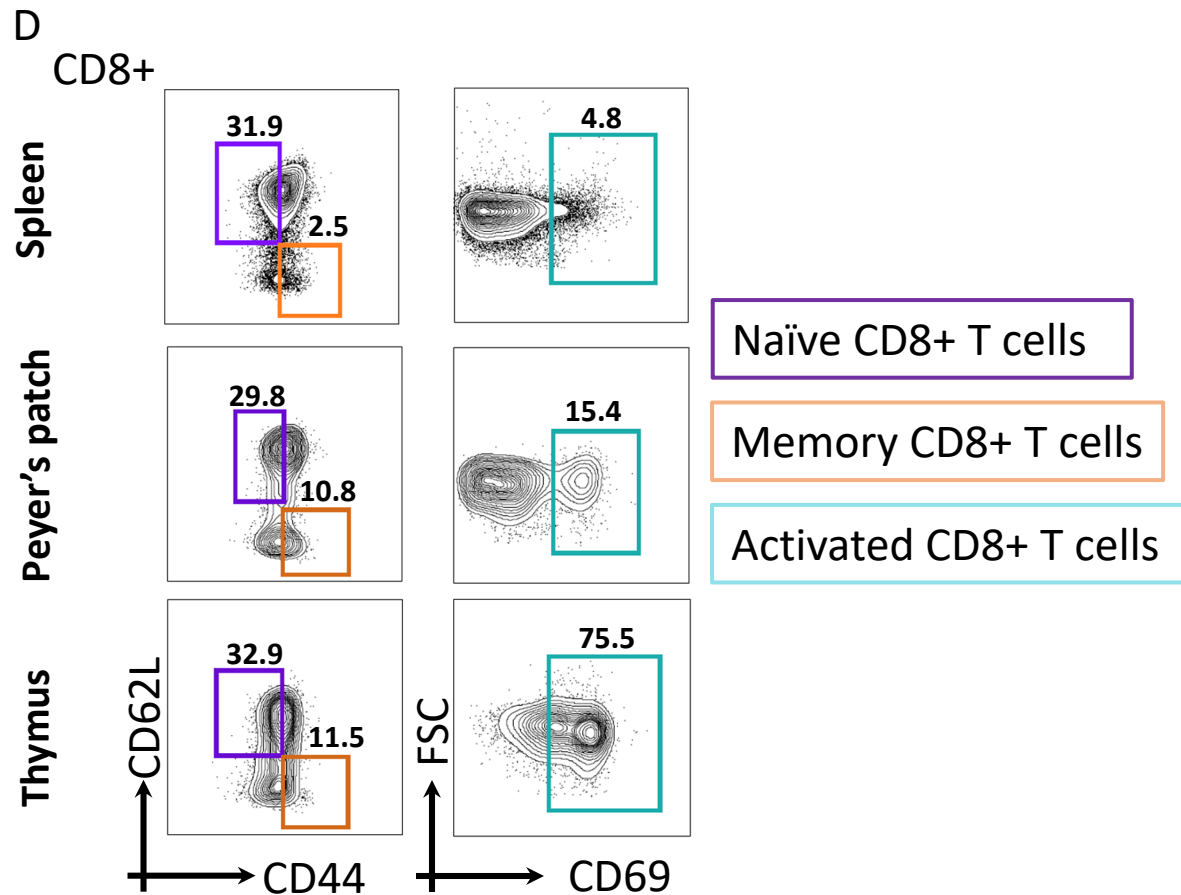 D
CD8+
Spleen
31.9
2.5
4.8
Peyer's patch
29.8
10.8
15.4
Thymus
32.9
11.5
75.5
CD62L
CD44
FSC
CD69
Naïve CD8+ T cells
Memory CD8+ T cells
Activated CD8+ T cells